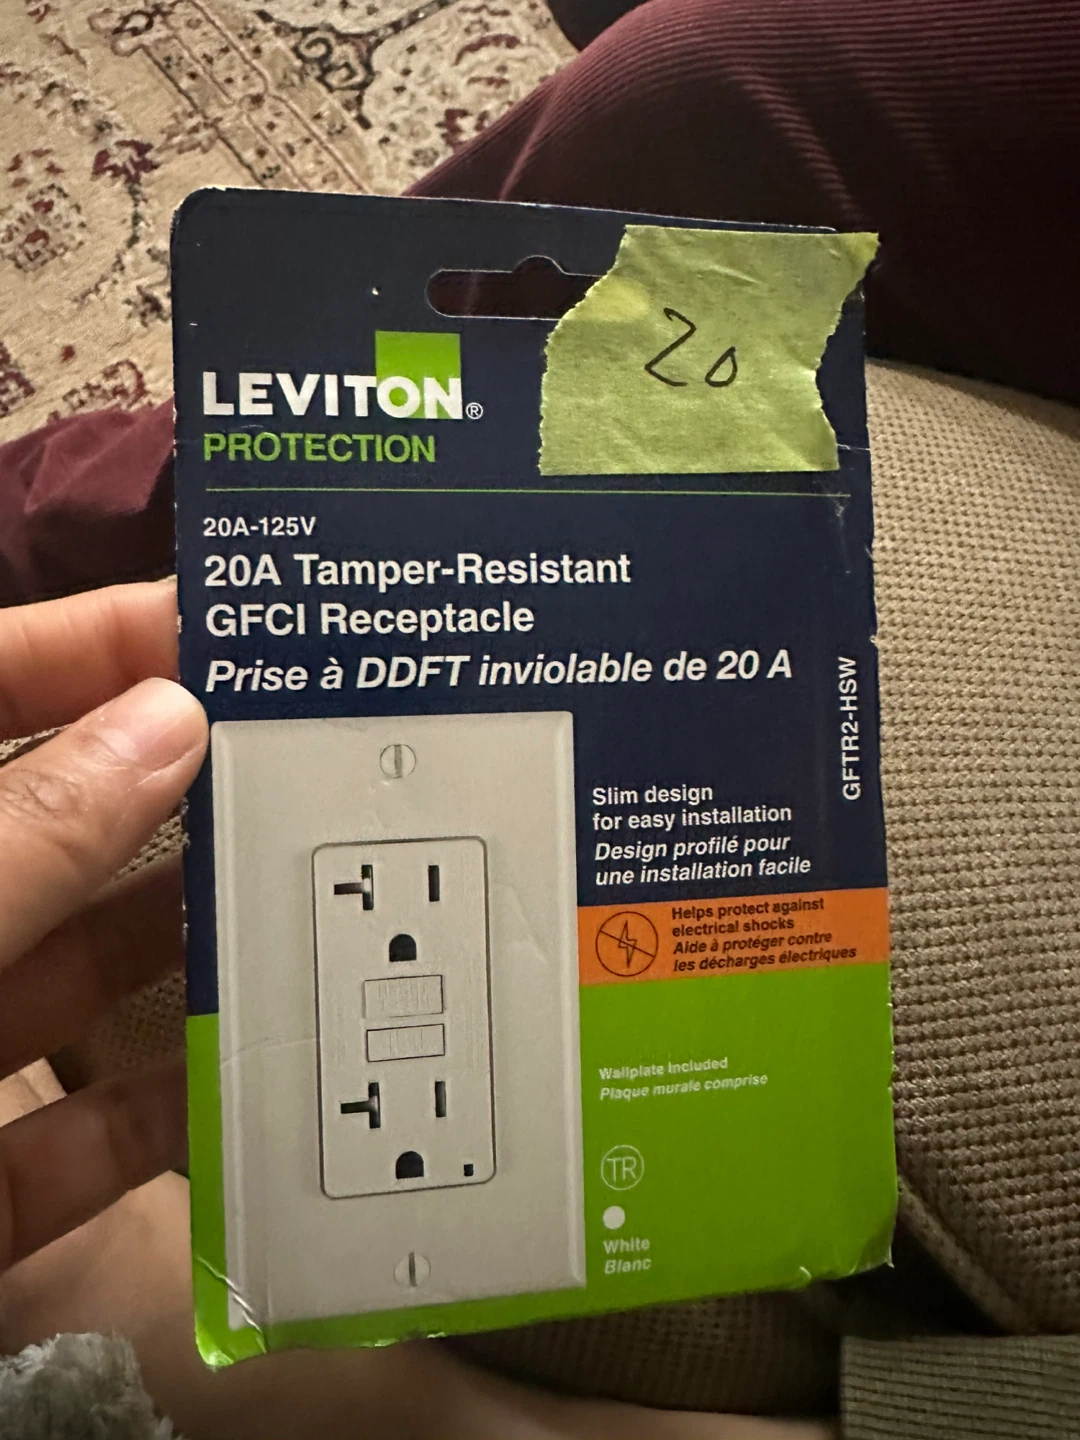 20
LEVITON®
PROTECTION
20A-125V
20A Tamper-Resistant
GFCI Receptacle
Prise à DDFT inviolable de 20 A
GFTR2-HSW
Slim design
for easy installation
Design profilé pour
une installation facile
Helps protect against
electrical shocks
Aide à protéger contre
les décharges électriques
Wallplate Included
Plaque murale comprise
TR
White
Blanc